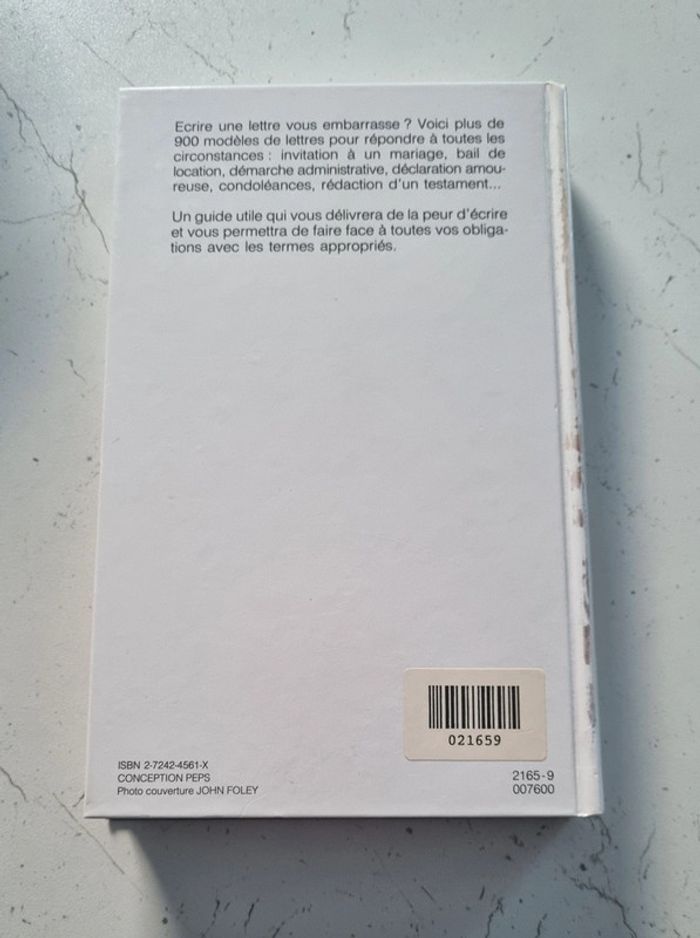 Ecrire une lettre vous embarrasse ? Voici plus de
900 modèles de lettres pour répondre à toutes les
circonstances : invitation à un mariage, bail de
location, démarche administrative, déclaration amou-
reuse, condoléances, rédaction d'un testament...
Un guide utile qui vous délivrera de la peur d'écrire
et vous permettra de faire face à toutes vos obliga-
tions avec les termes appropriés.
021659
ISBN 2-7242-4561-X
CONCEPTION PEPS
Photo couverture JOHN FOLEY
2165-9
007600